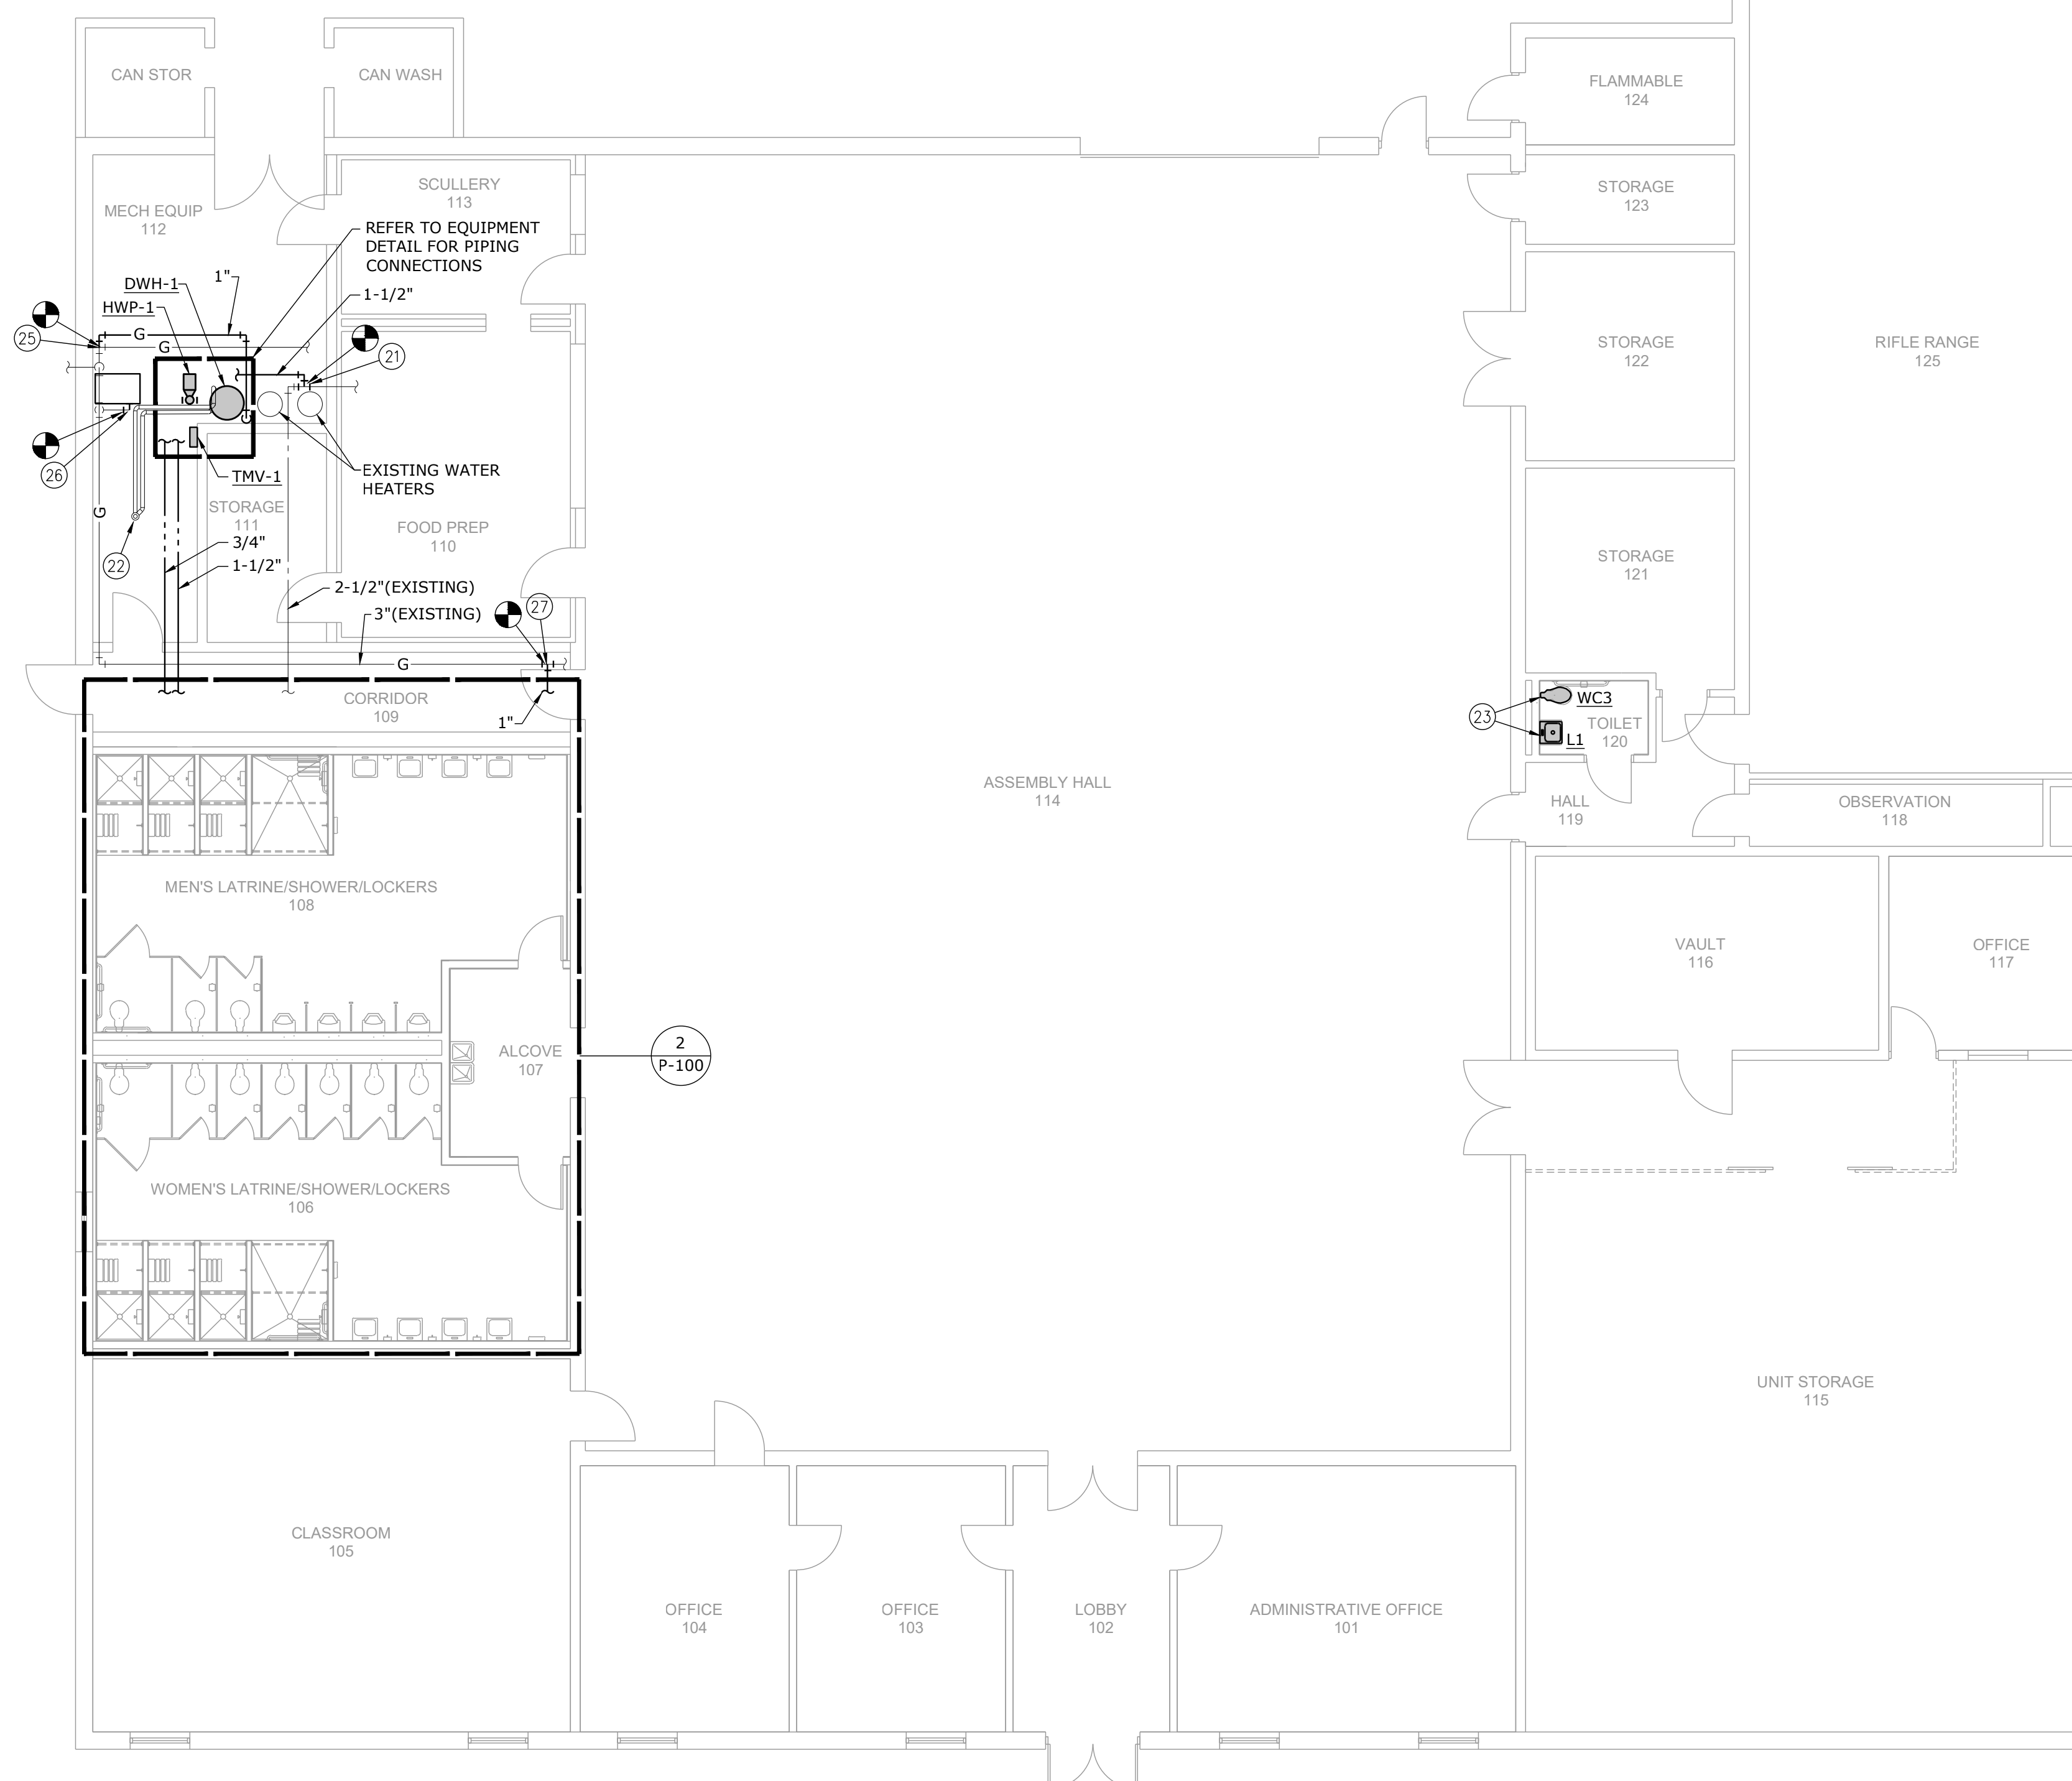 CAN STOR
CAN WASH
FLAMMABLE
124
SCULLERY
113
STORAGE
123
MECH EQUIP
112
REFER TO EQUIPMENT
DETAIL FOR PIPING
CONNECTIONS
1"
DWH-1
1-1/2"
HWP-1
25
G
G
21
STORAGE
122
RIFLE RANGE
125
G
26
TMV-1
EXISTING WATER
HEATERS
G
STORAGE
111
FOOD PREP
110
3/4"
22
1-1/2"
STORAGE
121
2-1/2"(EXISTING)
3"(EXISTING)
27
G
CORRIDOR
109
1"
23
WC3
TOILET
120
L1
ASSEMBLY HALL
114
HALL
119
OBSERVATION
118
MEN'S LATRINE/SHOWER/LOCKERS
108
VAULT
116
OFFICE
117
ALCOVE
107
2
P-100
WOMEN'S LATRINE/SHOWER/LOCKERS
106
UNIT STORAGE
115
CLASSROOM
105
OFFICE
104
OFFICE
103
LOBBY
102
ADMINISTRATIVE OFFICE
101